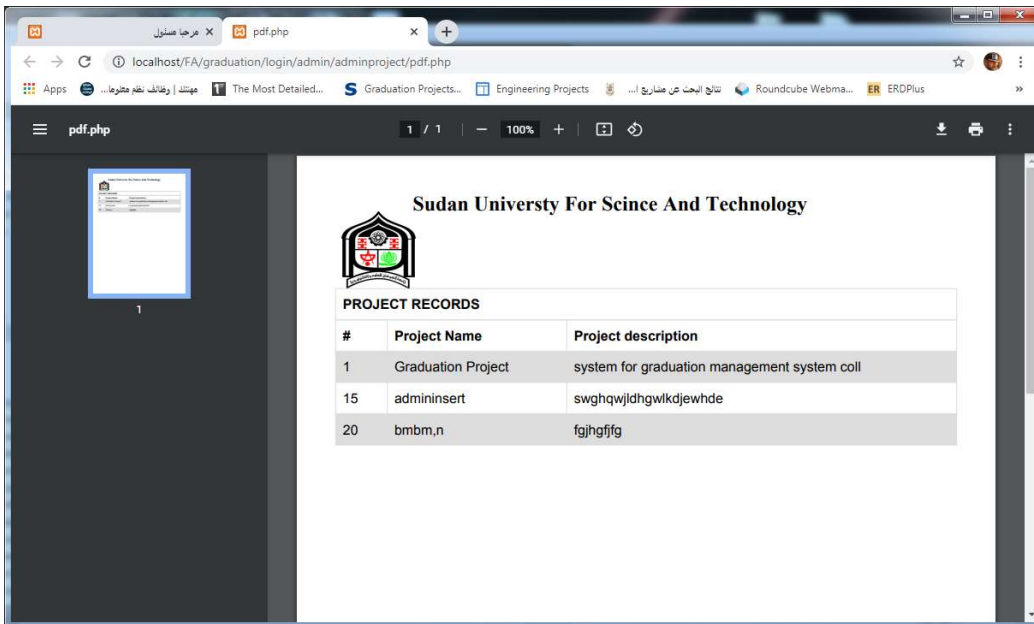 مرحبا مسئول
pdf.php
localhost/FA/graduation/login/admin/adminproject/pdf.php
Apps
مهنتك | وظائف نظم معلوما...
The Most Detailed...
Graduation Projects...
Engineering Projects
نتائج البحث عن مشاريع ا...
Roundcube Webma...
ER ERDPlus
pdf.php
1 / 1
100%
1
Sudan Universty For Scince And Technology
PROJECT RECORDS
# Project Name Project description
1 Graduation Project system for graduation management system coll
15 admininsert swghqwjldhgwlkdjewhde
20 bmbm,n fgjhgfjfg